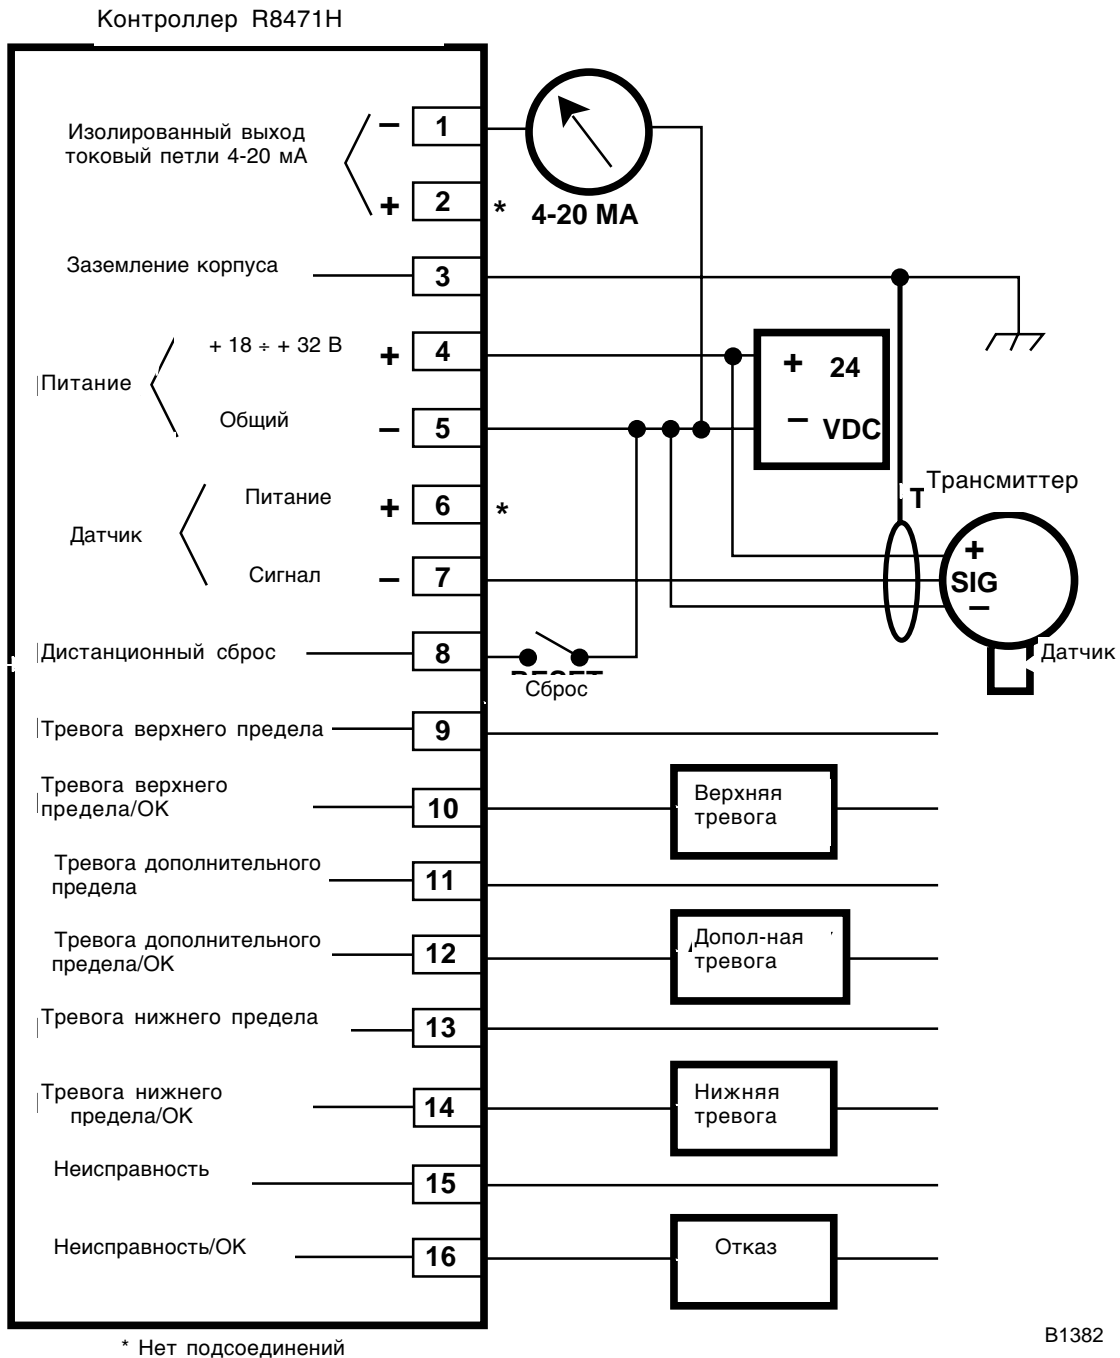 Контроллер R8471H
Изолированный выход
токовый петли 4-20 мА
– 1
+ 2 *
4-20 MA
Заземление корпуса
3
Питание
+ 18 ÷ + 32 В
+ 4
Общий
– 5
+ 24
– VDC
Датчик
Питание
+ 6 *
Сигнал
– 7
Трансмиттер
+
SIG
–
Датчик
Дистанционный сброс
8
Сброс
Тревога верхнего предела
9
Тревога верхнего
предела/ОК
10
Верхняя
тревога
Тревога дополнительного
предела
11
Тревога дополнительного
предела/ОК
12
Допол-ная
тревога
Тревога нижнего предела
13
Тревога нижнего
предела/ОК
14
Нижняя
тревога
Неисправность
15
Неисправность/ОК
16
Отказ
* Нет подсоединений
B1382